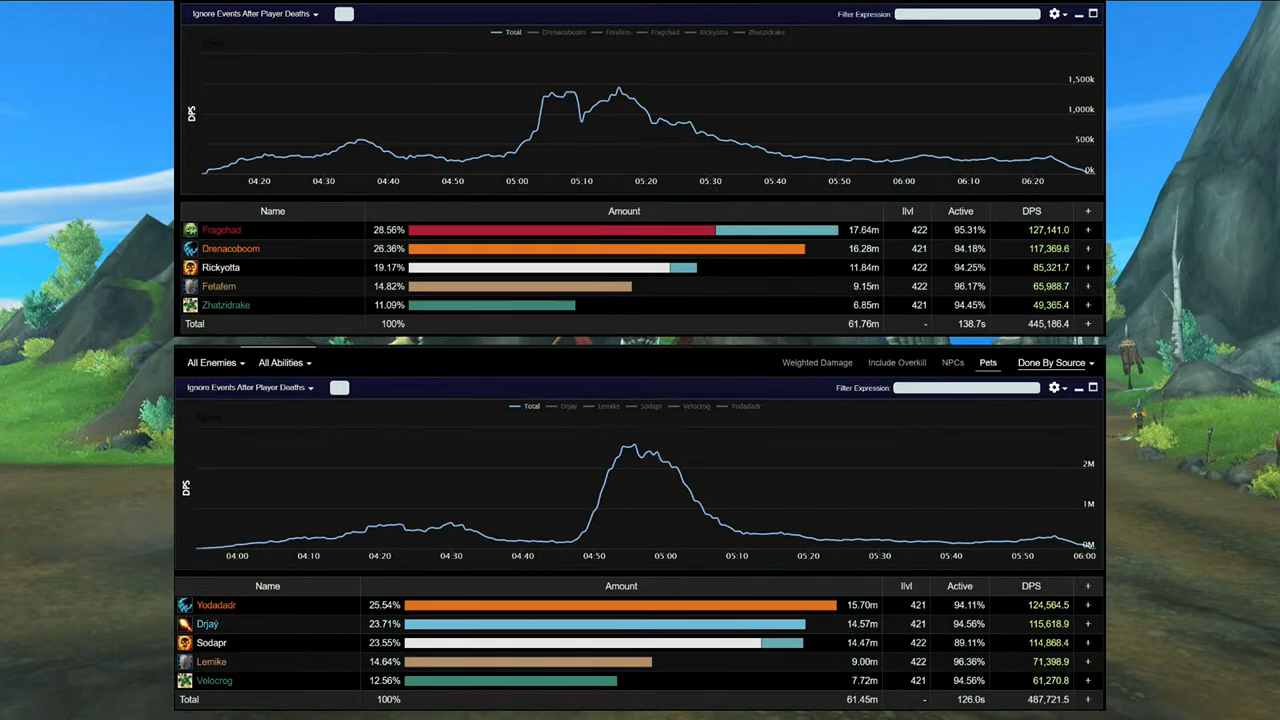 Ignore Events After Player Deaths Filter Expression:
Total Drenacoboom Fetafem Fragchad Rickyotta Zhatzidrake
DPS
1,500k
1,000k
500k
0k
04:20 04:30 04:40 04:50 05:00 05:10 05:20 05:30 05:40 05:50 06:00 06:10 06:20
Name Amount Ilvl Active DPS +
Fragchad 28.56% 17.64m 422 95.31% 127,141.0 +
Drenacoboom 26.36% 16.28m 421 94.18% 117,369.6 +
Rickyotta 19.17% 11.84m 422 94.25% 85,321.7 +
Fetafem 14.82% 9.15m 422 96.17% 65,988.7 +
Zhatzidrake 11.09% 6.85m 421 94.45% 49,365.4 +
Total 100% 61.76m - 138.7s 445,186.4 +
All Enemies All Abilities Weighted Damage Include Overkill NPCs Pets Done By Source
Ignore Events After Player Deaths Filter Expression:
Total Drjaý Lemike Sodapr Velocrog Yodadadr
DPS
2M
1M
0M
04:00 04:10 04:20 04:30 04:40 04:50 05:00 05:10 05:20 05:30 05:40 05:50 06:00
Name Amount Ilvl Active DPS +
Yodadadr 25.54% 15.70m 421 94.11% 124,564.5 +
Drjaý 23.71% 14.57m 421 94.56% 115,618.9 +
Sodapr 23.55% 14.47m 422 89.11% 114,868.4 +
Lemike 14.64% 9.00m 422 96.36% 71,398.9 +
Velocrog 12.56% 7.72m 421 94.56% 61,270.8 +
Total 100% 61.45m - 126.0s 487,721.5 +